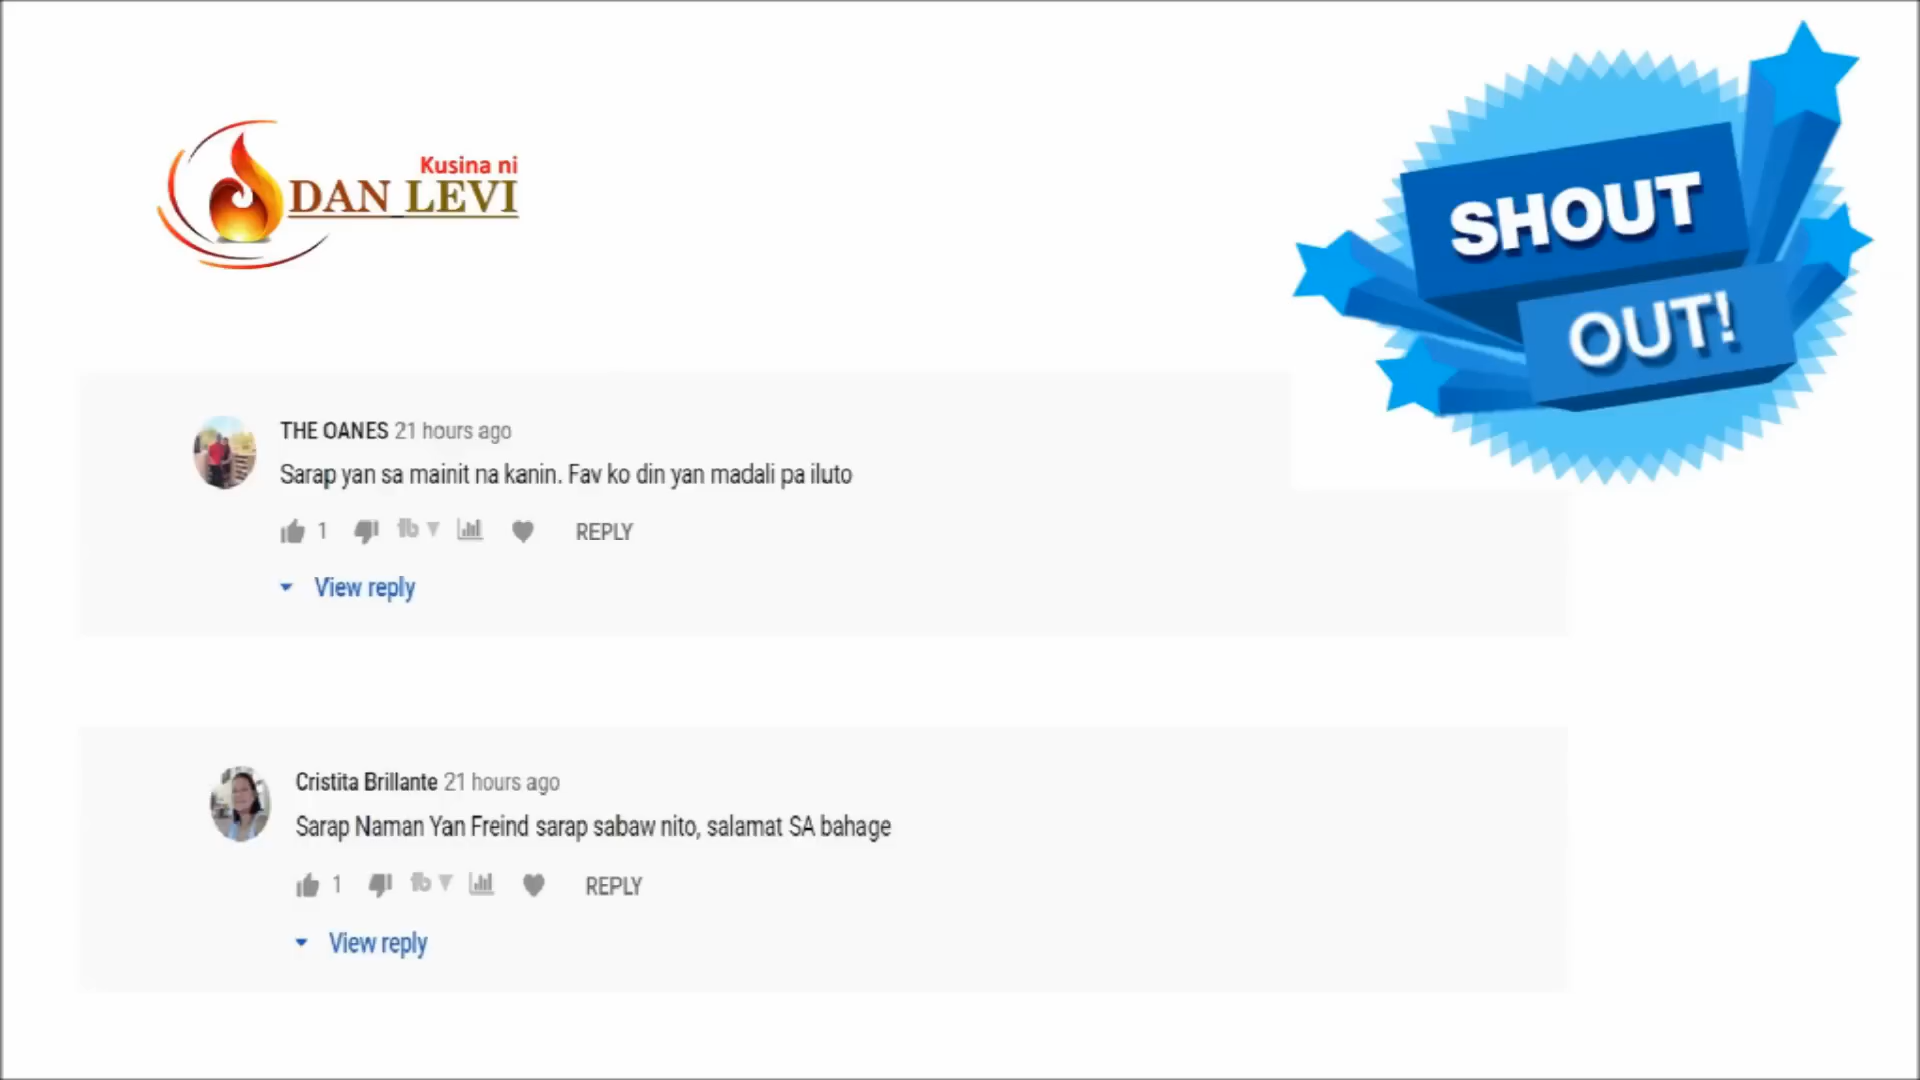 Kusina ni
DAN LEVI
SHOUT
OUT!
THE OANES 21 hours ago
Sarap yan sa mainit na kanin. Fav ko din yan madali pa iluto
1 REPLY
View reply
Cristita Brillante 21 hours ago
Sarap Naman Yan Freind sarap sabaw nito, salamat SA bahage
1 REPLY
View reply